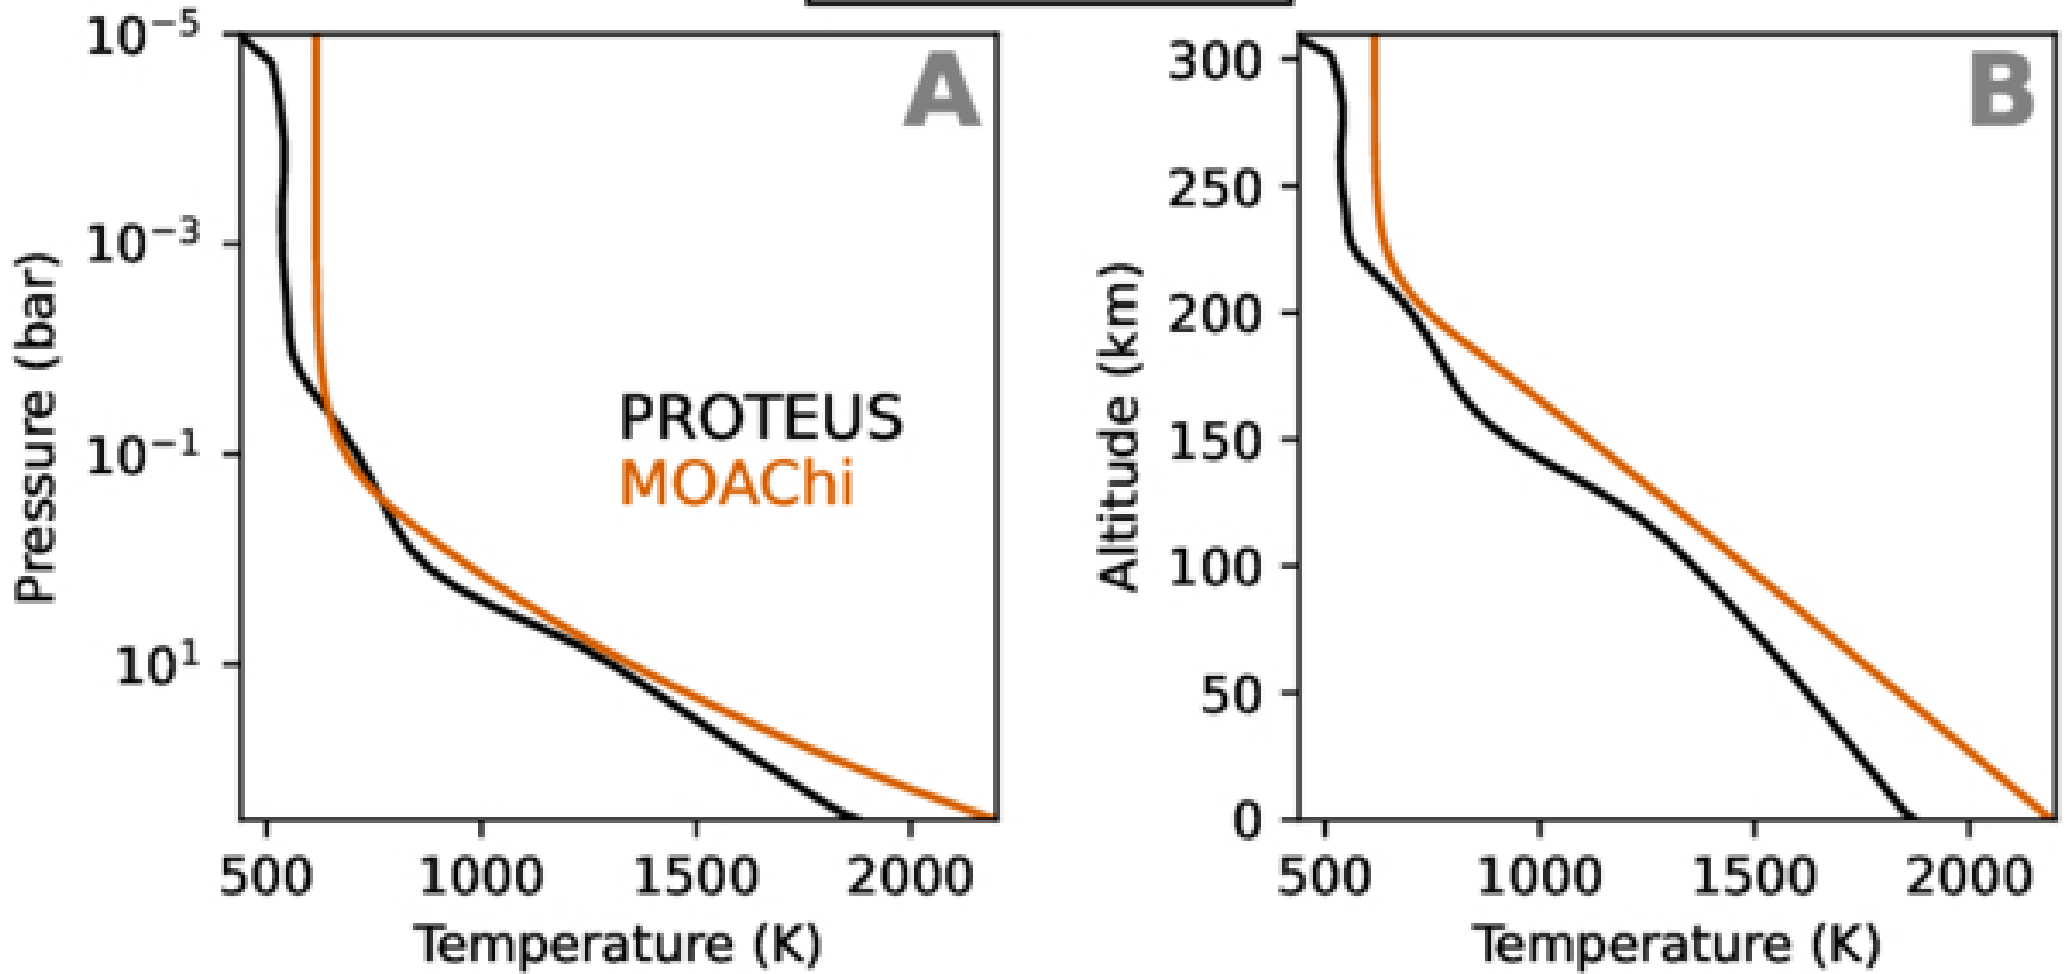 A
10⁻⁵
10⁻³
10⁻¹
10¹
Pressure (bar)
PROTEUS
MOAChi
500 1000 1500 2000
Temperature (K)
B
300
250
200
150
100
50
0
Altitude (km)
500 1000 1500 2000
Temperature (K)